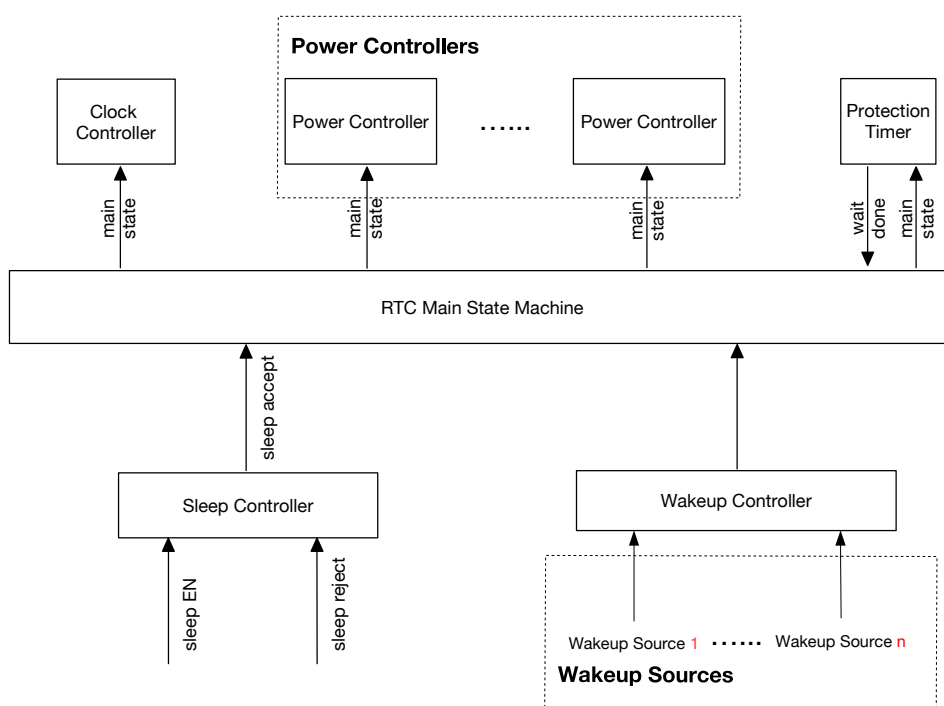 Power Controllers
Clock
Controller
Power Controller
......
Power Controller
Protection
Timer
main
state
main
state
main
state
wait
done
main
state
RTC Main State Machine
sleep accept
Sleep Controller
Wakeup Controller
sleep EN
sleep reject
Wakeup Source 1 ...... Wakeup Source n
Wakeup Sources